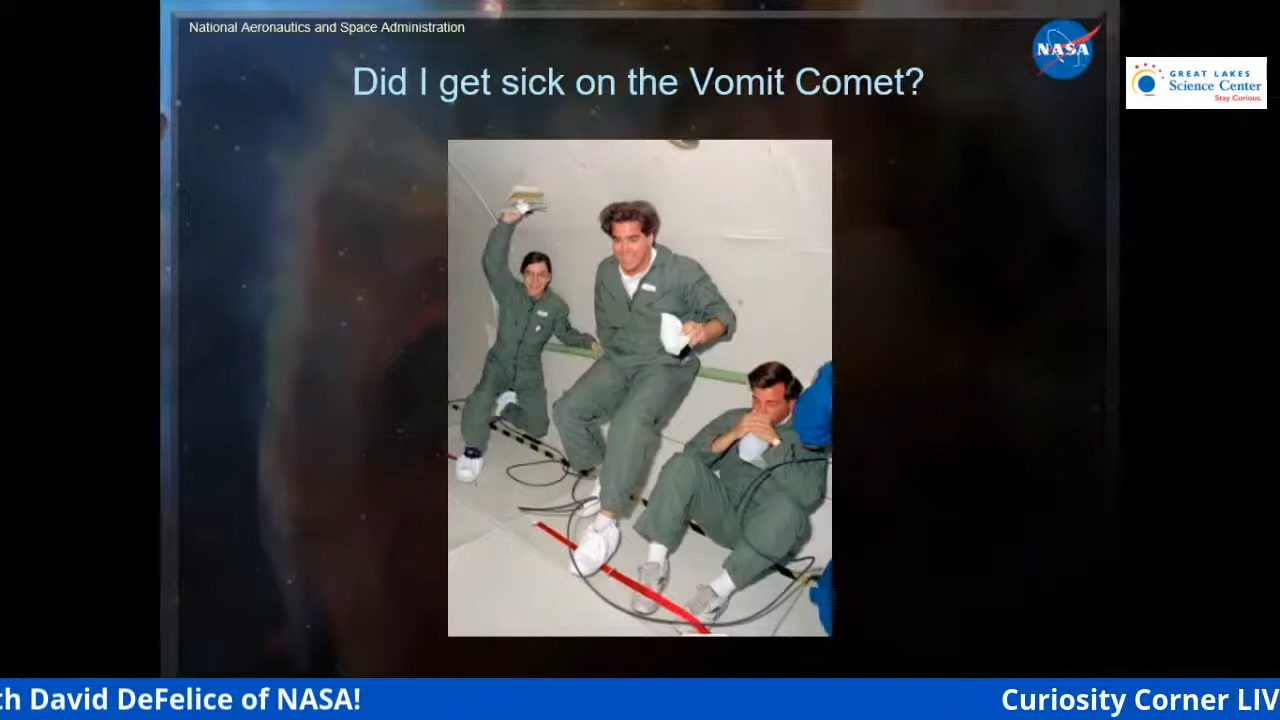 National Aeronautics and Space Administration
NASA
Did I get sick on the Vomit Comet?
GREAT LAKES
Science Center
Stay Curious.
th David DeFelice of NASA!
Curiosity Corner LIV